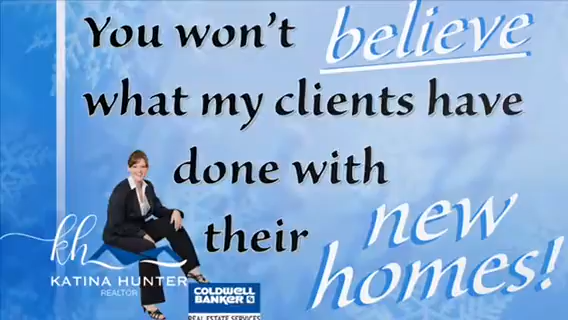 You won't believe
what my clients have
done with
their new
homes!
kh
KATINA HUNTER
REALTOR
COLDWELL
BANKER
REAL ESTATE SERVICES